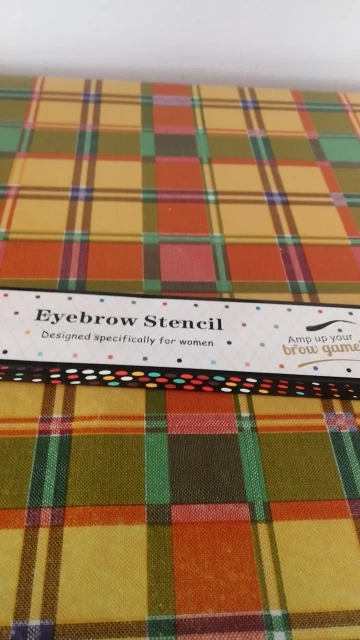 Eyebrow Stencil
Designed specifically for women
Amp up your
brow game!